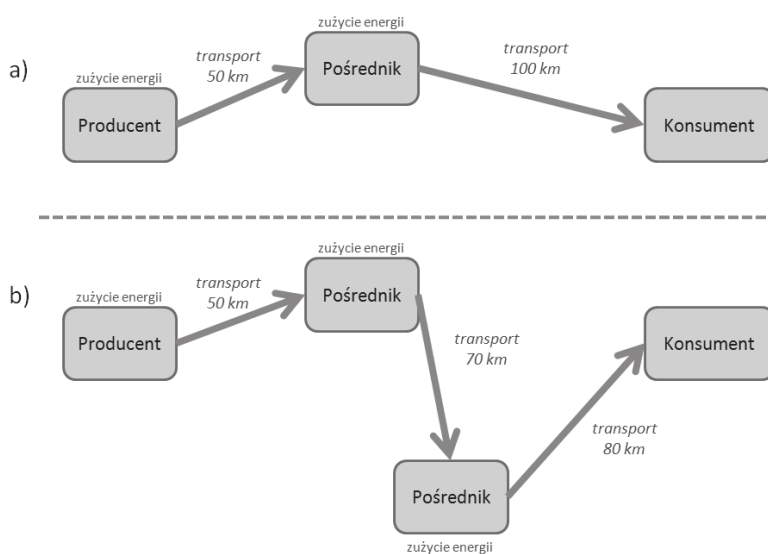 a)
zużycie energii
Producent
transport
50 km
zużycie energii
Pośrednik
transport
100 km
Konsument
b)
zużycie energii
Producent
transport
50 km
zużycie energii
Pośrednik
transport
70 km
Pośrednik
zużycie energii
transport
80 km
Konsument